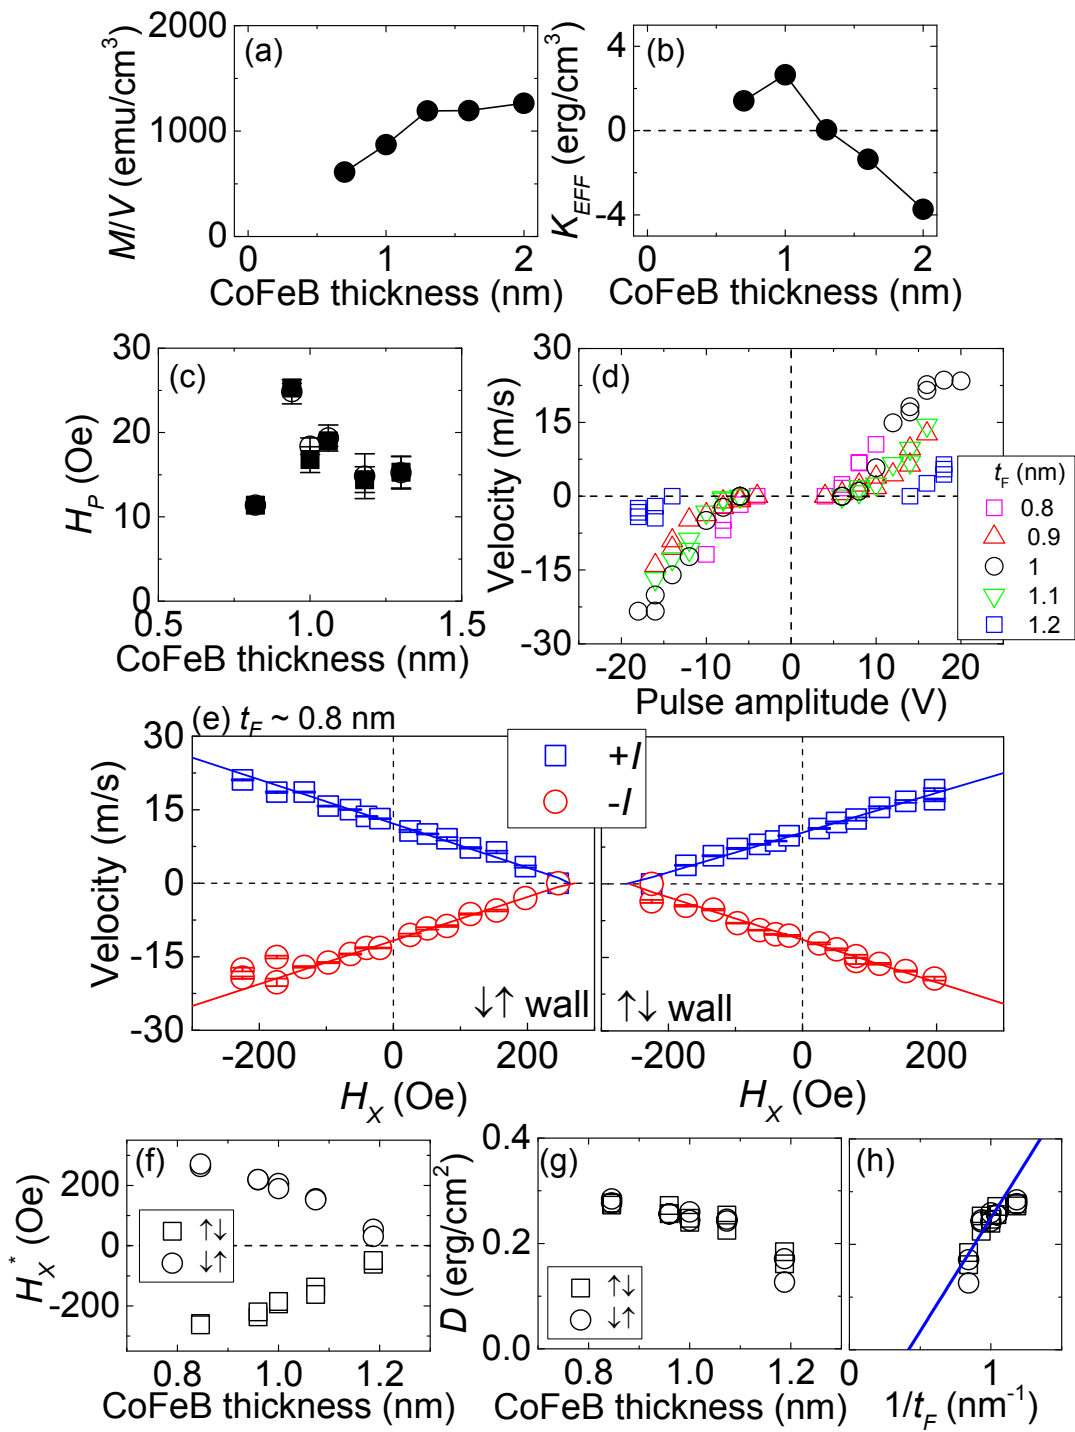 (a)
M/V (emu/cm³)
2000
1000
0
0 1 2
CoFeB thickness (nm)
(b)
K_EFF (erg/cm³)
4
0
-4
0 1 2
CoFeB thickness (nm)
(c)
H_P (Oe)
30
20
10
0
0.5 1.0 1.5
CoFeB thickness (nm)
(d)
Velocity (m/s)
30
15
0
-15
-30
-20 -10 0 10 20
Pulse amplitude (V)
t_F (nm)
0.8
0.9
1
1.1
1.2
(e) t_F ~ 0.8 nm
Velocity (m/s)
30
15
0
-15
-30
+I
-I
↓↑ wall
↑↓ wall
-200 0 200
H_X (Oe)
-200 0 200
H_X (Oe)
(f)
H_X* (Oe)
200
0
-200
↑↓
↓↑
0.8 1.0 1.2
CoFeB thickness (nm)
(g)
D (erg/cm²)
0.4
0.2
0.0
↑↓
↓↑
0.8 1.0 1.2
CoFeB thickness (nm)
(h)
0 1
1/t_F (nm⁻¹)